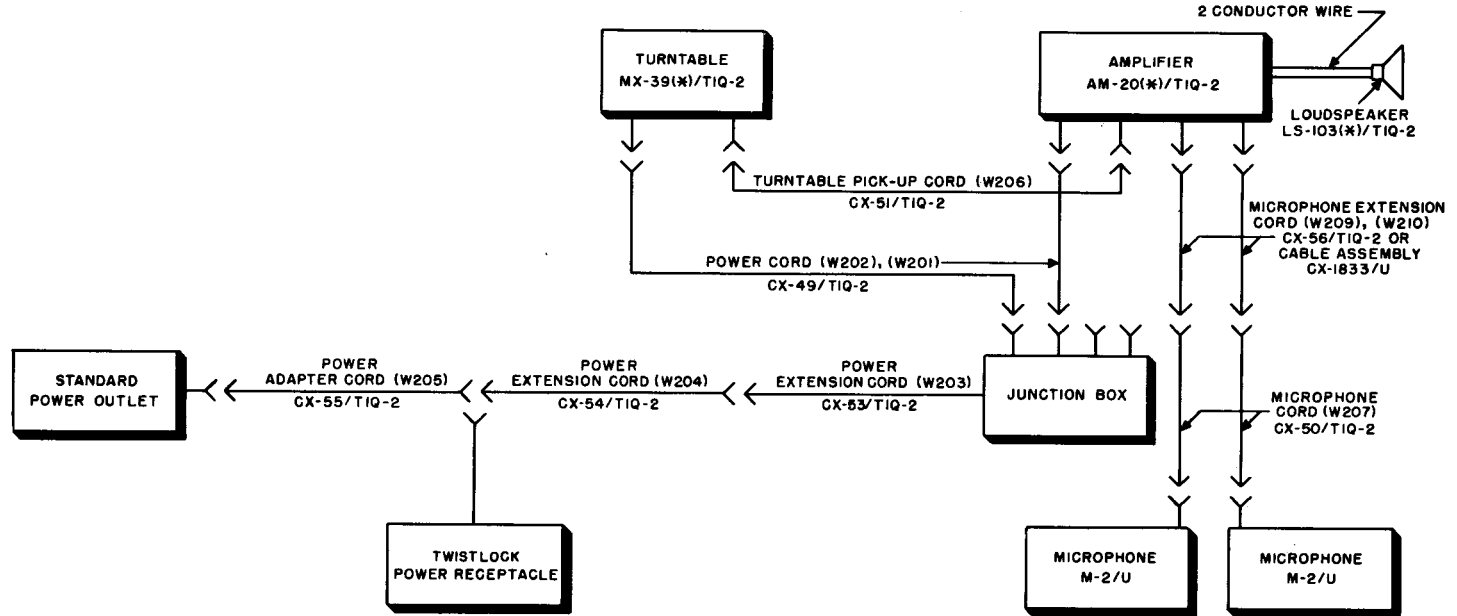 2 CONDUCTOR WIRE
TURNTABLE
MX-39(*)/TIQ-2
AMPLIFIER
AM-20(*)/TIQ-2
LOUDSPEAKER
LS-103(*)/TIQ-2
TURNTABLE PICK-UP CORD (W206)
CX-51/TIQ-2
MICROPHONE EXTENSION
CORD (W209), (W210)
CX-56/TIQ-2 OR
CABLE ASSEMBLY
CX-1833/U
POWER CORD (W202), (W201)
CX-49/TIQ-2
STANDARD
POWER OUTLET
POWER
ADAPTER CORD (W205)
CX-55/TIQ-2
POWER
EXTENSION CORD (W204)
CX-54/TIQ-2
POWER
EXTENSION CORD (W203)
CX-53/TIQ-2
JUNCTION BOX
MICROPHONE
CORD (W207)
CX-50/TIQ-2
TWISTLOCK
POWER RECEPTACLE
MICROPHONE
M-2/U
MICROPHONE
M-2/U